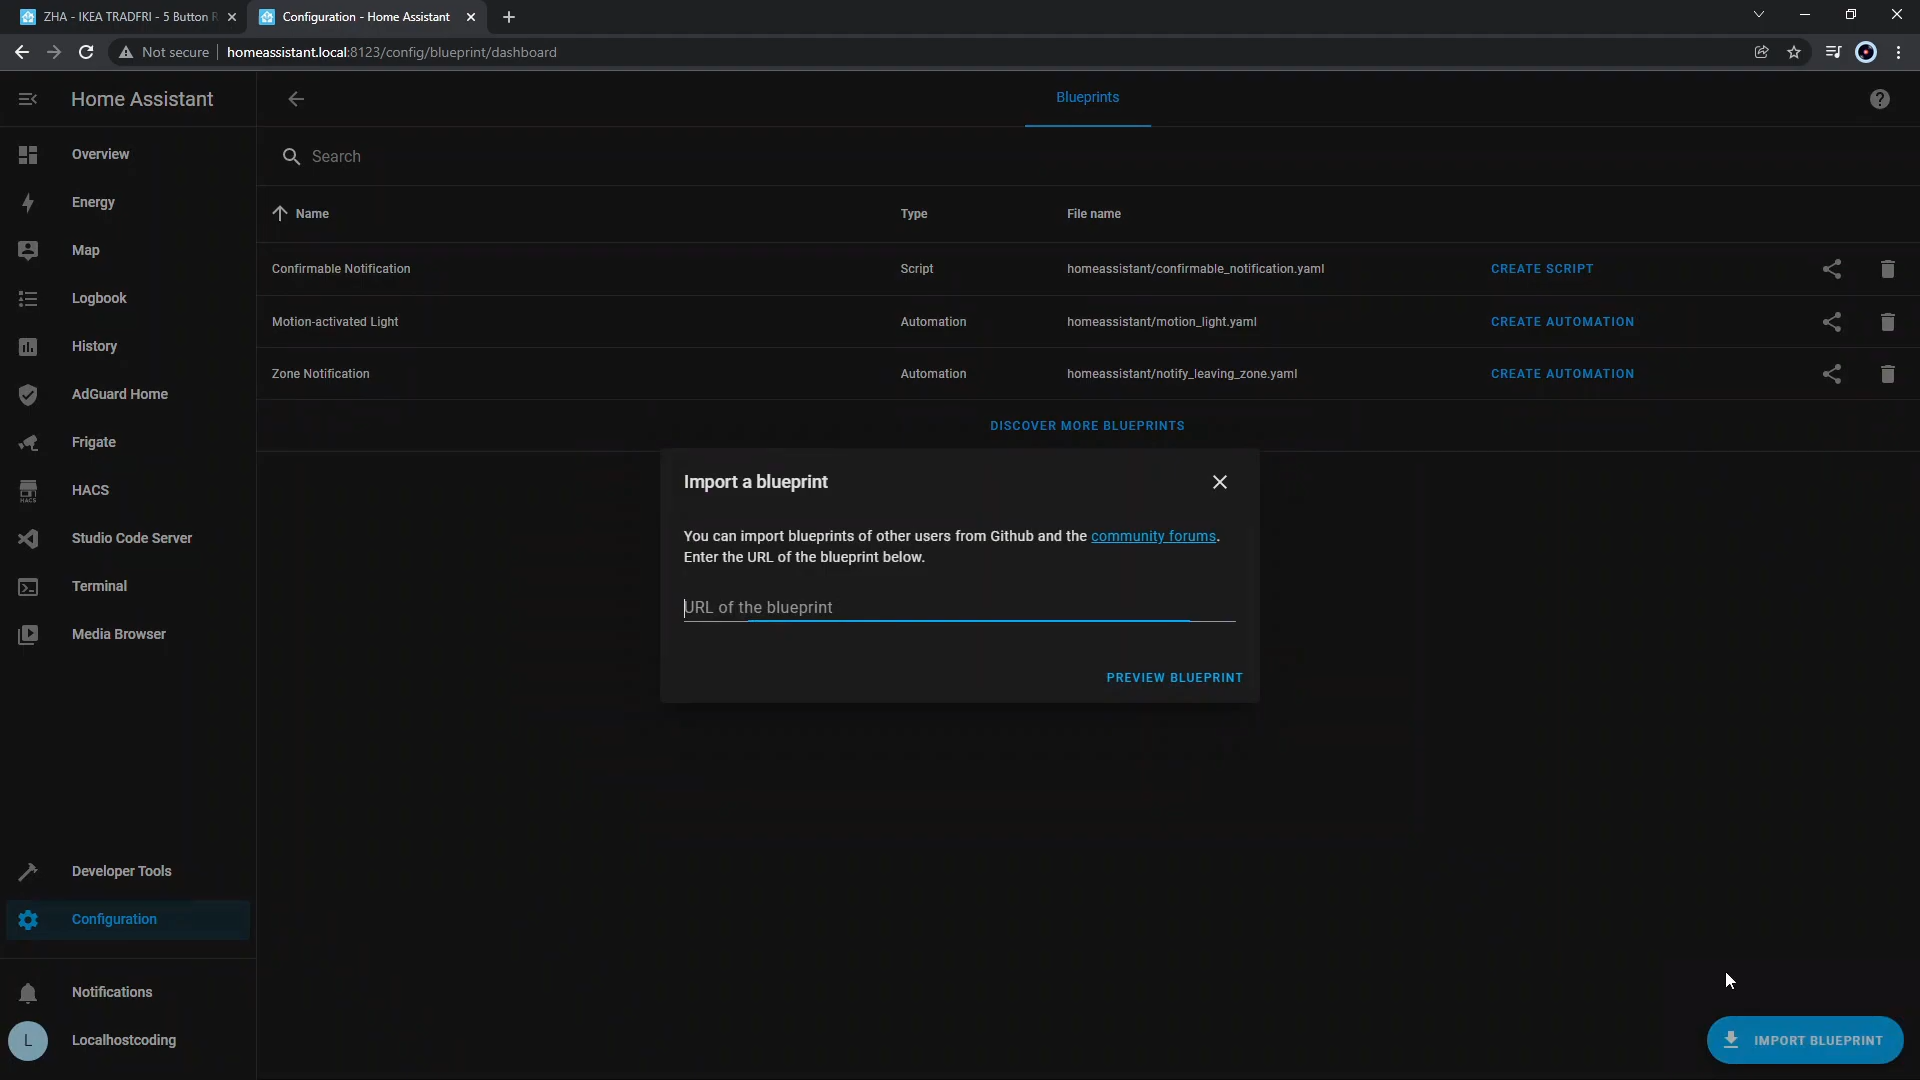 ZHA - IKEA TRADFRI - 5 Button R
Configuration - Home Assistant
Not secure
homeassistant.local:8123/config/blueprint/dashboard
Home Assistant
Blueprints
Overview
Energy
Map
Logbook
History
AdGuard Home
Frigate
HACS
HACS
Studio Code Server
Terminal
Media Browser
Developer Tools
Configuration
Notifications
L
Localhostcoding
Search
Name Type File name
Confirmable Notification Script homeassistant/confirmable_notification.yaml CREATE SCRIPT
Motion-activated Light Automation homeassistant/motion_light.yaml CREATE AUTOMATION
Zone Notification Automation homeassistant/notify_leaving_zone.yaml CREATE AUTOMATION
DISCOVER MORE BLUEPRINTS
Import a blueprint
You can import blueprints of other users from Github and the community forums.
Enter the URL of the blueprint below.
URL of the blueprint
PREVIEW BLUEPRINT
IMPORT BLUEPRINT